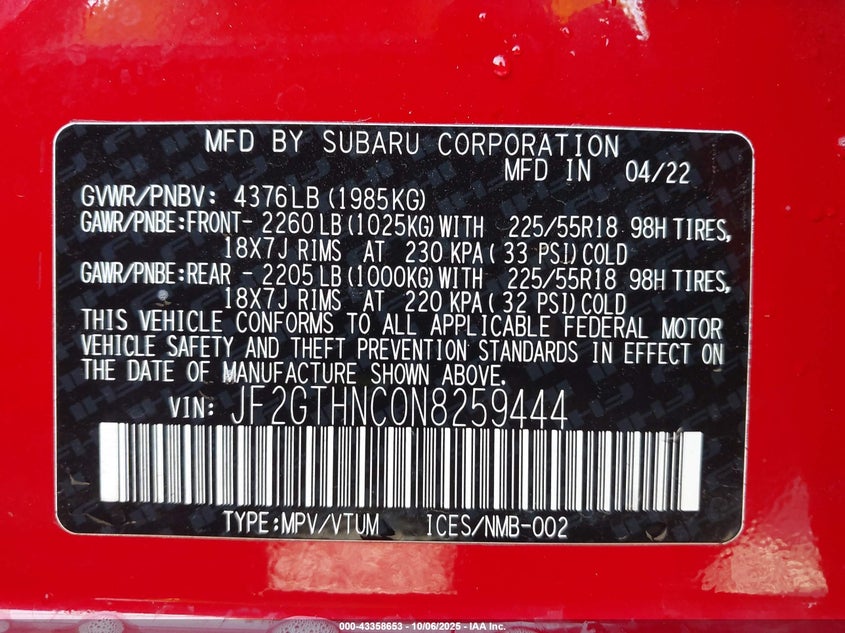 MFD BY SUBARU CORPORATION
MFD IN 04/22
GVWR/PNBV: 4376LB (1985KG)
GAWR/PNBE:FRONT- 2260LB (1025KG)WITH 225/55R18 98H TIRES,
18X7J RIMS AT 230 KPA( 33 PSI)COLD
GAWR/PNBE:REAR - 2205LB (1000KG)WITH 225/55R18 98H TIRES,
18X7J RIMS AT 220 KPA( 32 PSI)COLD
THIS VEHICLE CONFORMS TO ALL APPLICABLE FEDERAL MOTOR
VEHICLE SAFETY AND THEFT PREVENTION STANDARDS IN EFFECT ON
THE DATE OF MANUFACTURE SHOWN ABOVE.
VIN: JF2GTHNC0N8259444
TYPE:MPV/VTUM ICES/NMB-002
000-43358653 - 10/06/2025 - IAA Inc.